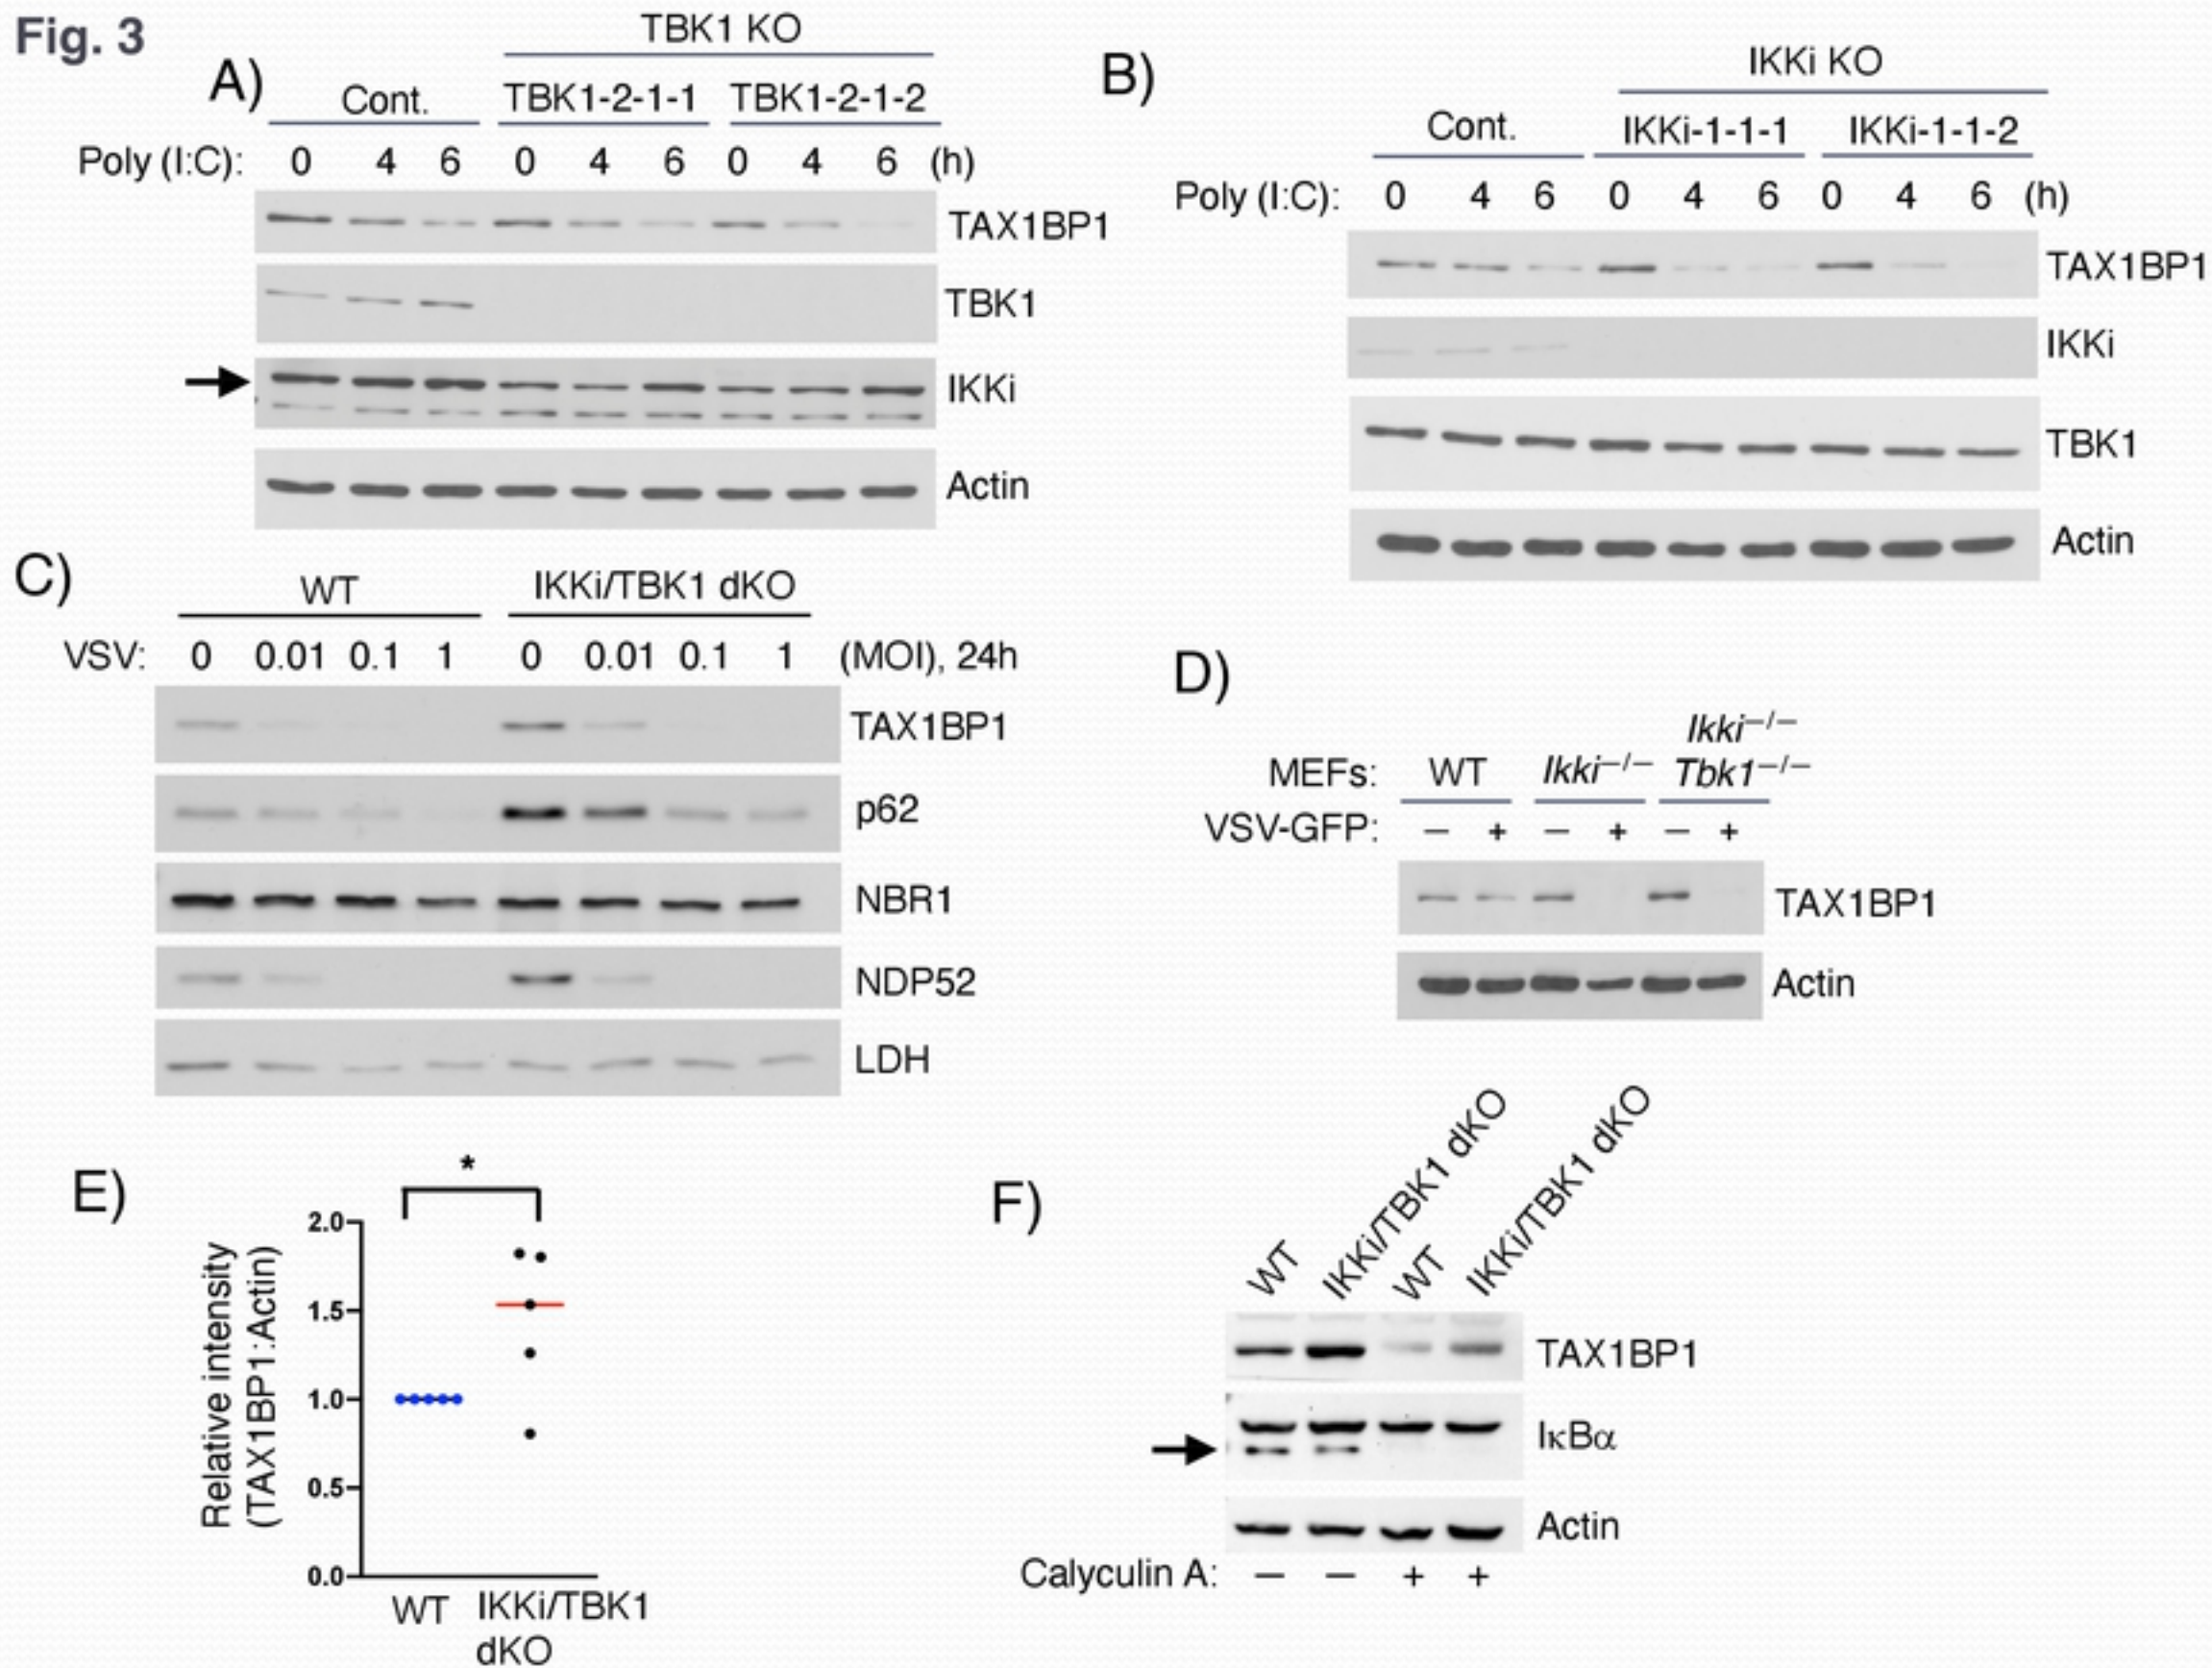 Fig. 3
A)
TBK1 KO
Cont. TBK1-2-1-1 TBK1-2-1-2
Poly (I:C): 0 4 6 0 4 6 0 4 6 (h)
TAX1BP1
TBK1
IKKi
Actin
B)
IKKi KO
Cont. IKKi-1-1-1 IKKi-1-1-2
Poly (I:C): 0 4 6 0 4 6 0 4 6 (h)
TAX1BP1
IKKi
TBK1
Actin
C)
WT IKKi/TBK1 dKO
VSV: 0 0.01 0.1 1 0 0.01 0.1 1 (MOI), 24h
TAX1BP1
p62
NBR1
NDP52
LDH
D)
Ikki–/–
MEFs: WT Ikki–/– Tbk1–/–
VSV-GFP: – + – + – +
TAX1BP1
Actin
E)
*
Relative intensity
(TAX1BP1:Actin)
2.0
1.5
1.0
0.5
0.0
WT IKKi/TBK1
dKO
F)
WT IKKi/TBK1 dKO WT IKKi/TBK1 dKO
TAX1BP1
IκBα
Actin
Calyculin A: – – + +